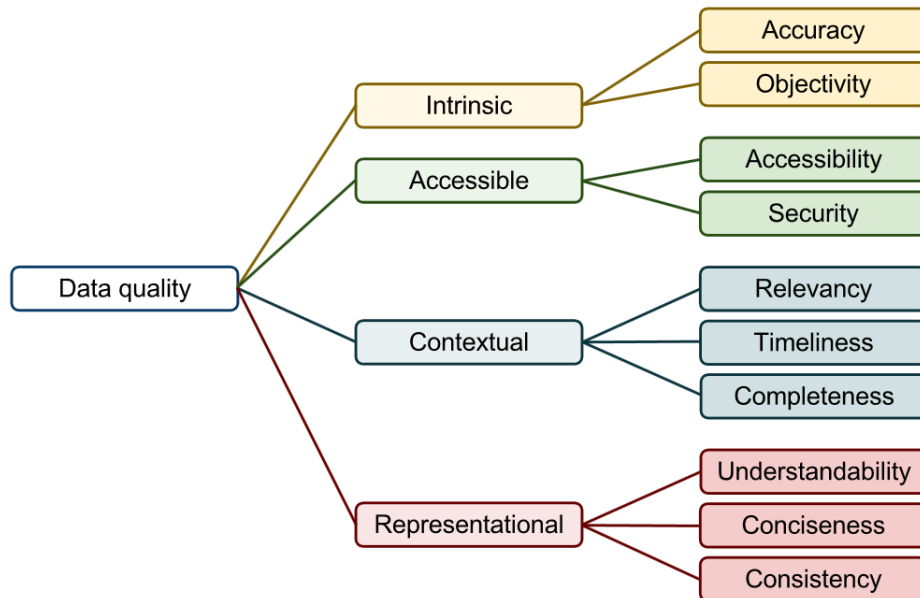 Data quality
Intrinsic
Accuracy
Objectivity
Accessible
Accessibility
Security
Contextual
Relevancy
Timeliness
Completeness
Representational
Understandability
Conciseness
Consistency